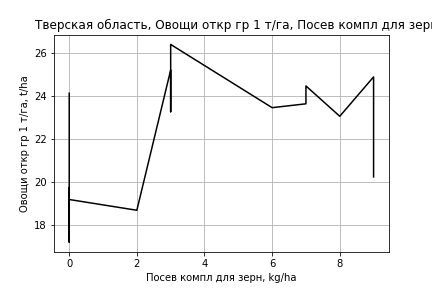 Тверская область, Овощи откр гр 1 т/га, Посев компл для зерн
Овощи откр гр 1 т/га, t/ha
26
24
22
20
18
0 2 4 6 8
Посев компл для зерн, kg/ha